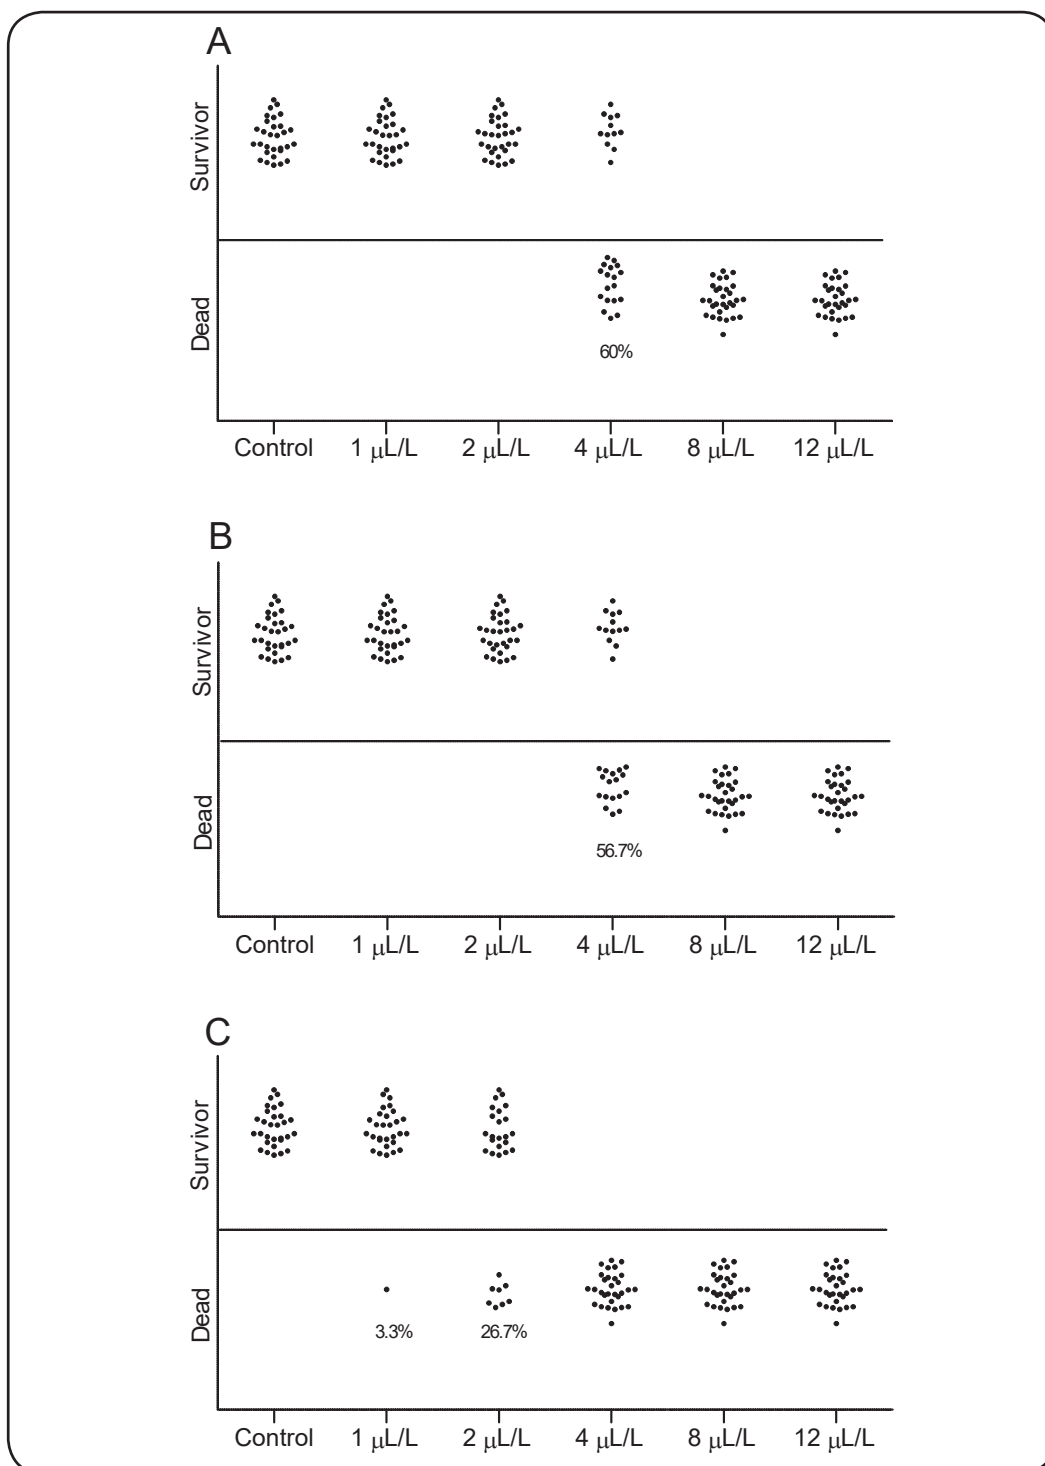 A
Survivor
Dead
60%
Control 1 μL/L 2 μL/L 4 μL/L 8 μL/L 12 μL/L
B
Survivor
Dead
56.7%
Control 1 μL/L 2 μL/L 4 μL/L 8 μL/L 12 μL/L
C
Survivor
Dead
3.3% 26.7%
Control 1 μL/L 2 μL/L 4 μL/L 8 μL/L 12 μL/L